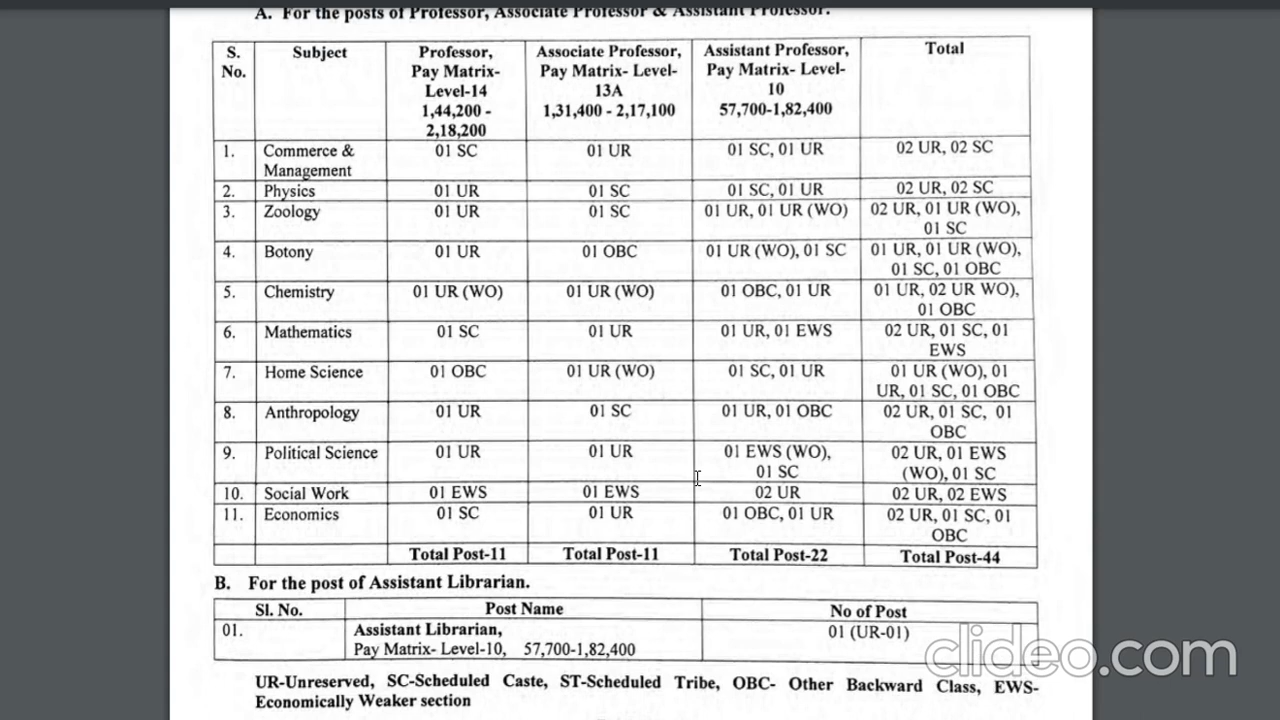 A. For the posts of Professor, Associate Professor & Assistant Professor.
S. No. Subject Professor, Pay Matrix- Level-14 1,44,200 - 2,18,200 Associate Professor, Pay Matrix- Level- 13A 1,31,400 - 2,17,100 Assistant Professor, Pay Matrix- Level- 10 57,700-1,82,400 Total
1. Commerce & Management 01 SC 01 UR 01 SC, 01 UR 02 UR, 02 SC
2. Physics 01 UR 01 SC 01 SC, 01 UR 02 UR, 02 SC
3. Zoology 01 UR 01 SC 01 UR, 01 UR (WO) 02 UR, 01 UR (WO), 01 SC
4. Botony 01 UR 01 OBC 01 UR (WO), 01 SC 01 UR, 01 UR (WO), 01 SC, 01 OBC
5. Chemistry 01 UR (WO) 01 UR (WO) 01 OBC, 01 UR 01 UR, 02 UR WO), 01 OBC
6. Mathematics 01 SC 01 UR 01 UR, 01 EWS 02 UR, 01 SC, 01 EWS
7. Home Science 01 OBC 01 UR (WO) 01 SC, 01 UR 01 UR (WO), 01 UR, 01 SC, 01 OBC
8. Anthropology 01 UR 01 SC 01 UR, 01 OBC 02 UR, 01 SC, 01 OBC
9. Political Science 01 UR 01 UR 01 EWS (WO), 01 SC 02 UR, 01 EWS (WO), 01 SC
10. Social Work 01 EWS 01 EWS 02 UR 02 UR, 02 EWS
11. Economics 01 SC 01 UR 01 OBC, 01 UR 02 UR, 01 SC, 01 OBC
Total Post-11 Total Post-11 Total Post-22 Total Post-44
B. For the post of Assistant Librarian.
Sl. No. Post Name No of Post
01. Assistant Librarian, 01 (UR-01)
Pay Matrix- Level-10, 57,700-1,82,400
clideo.com
UR-Unreserved, SC-Scheduled Caste, ST-Scheduled Tribe, OBC- Other Backward Class, EWS-
Economically Weaker section